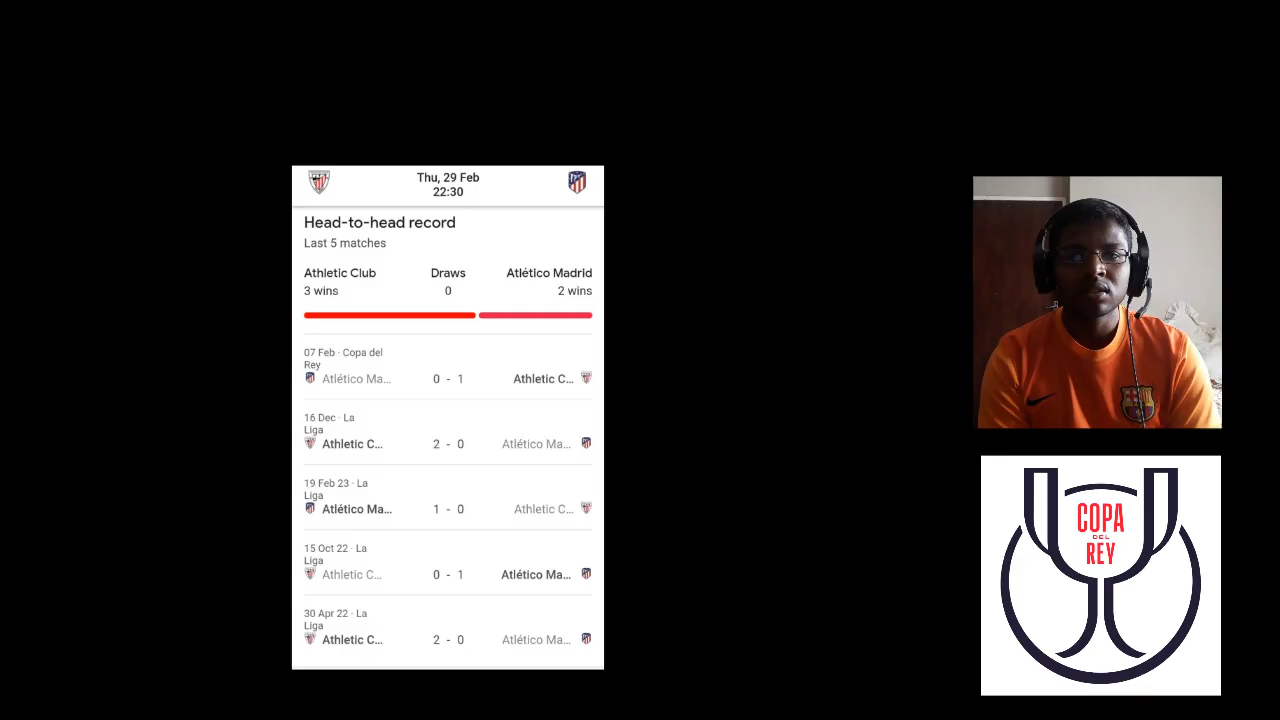 Thu, 29 Feb
22:30
Head-to-head record
Last 5 matches
Athletic Club Draws Atlético Madrid
3 wins 0 2 wins
07 Feb · Copa del
Rey
Atlético Ma... 0 - 1 Athletic C...
16 Dec · La
Liga
Athletic C... 2 - 0 Atlético Ma...
19 Feb 23 · La
Liga
Atlético Ma... 1 - 0 Athletic C...
15 Oct 22 · La
Liga
Athletic C... 0 - 1 Atlético Ma...
30 Apr 22 · La
Liga
Athletic C... 2 - 0 Atlético Ma...
COPA
DEL
REY